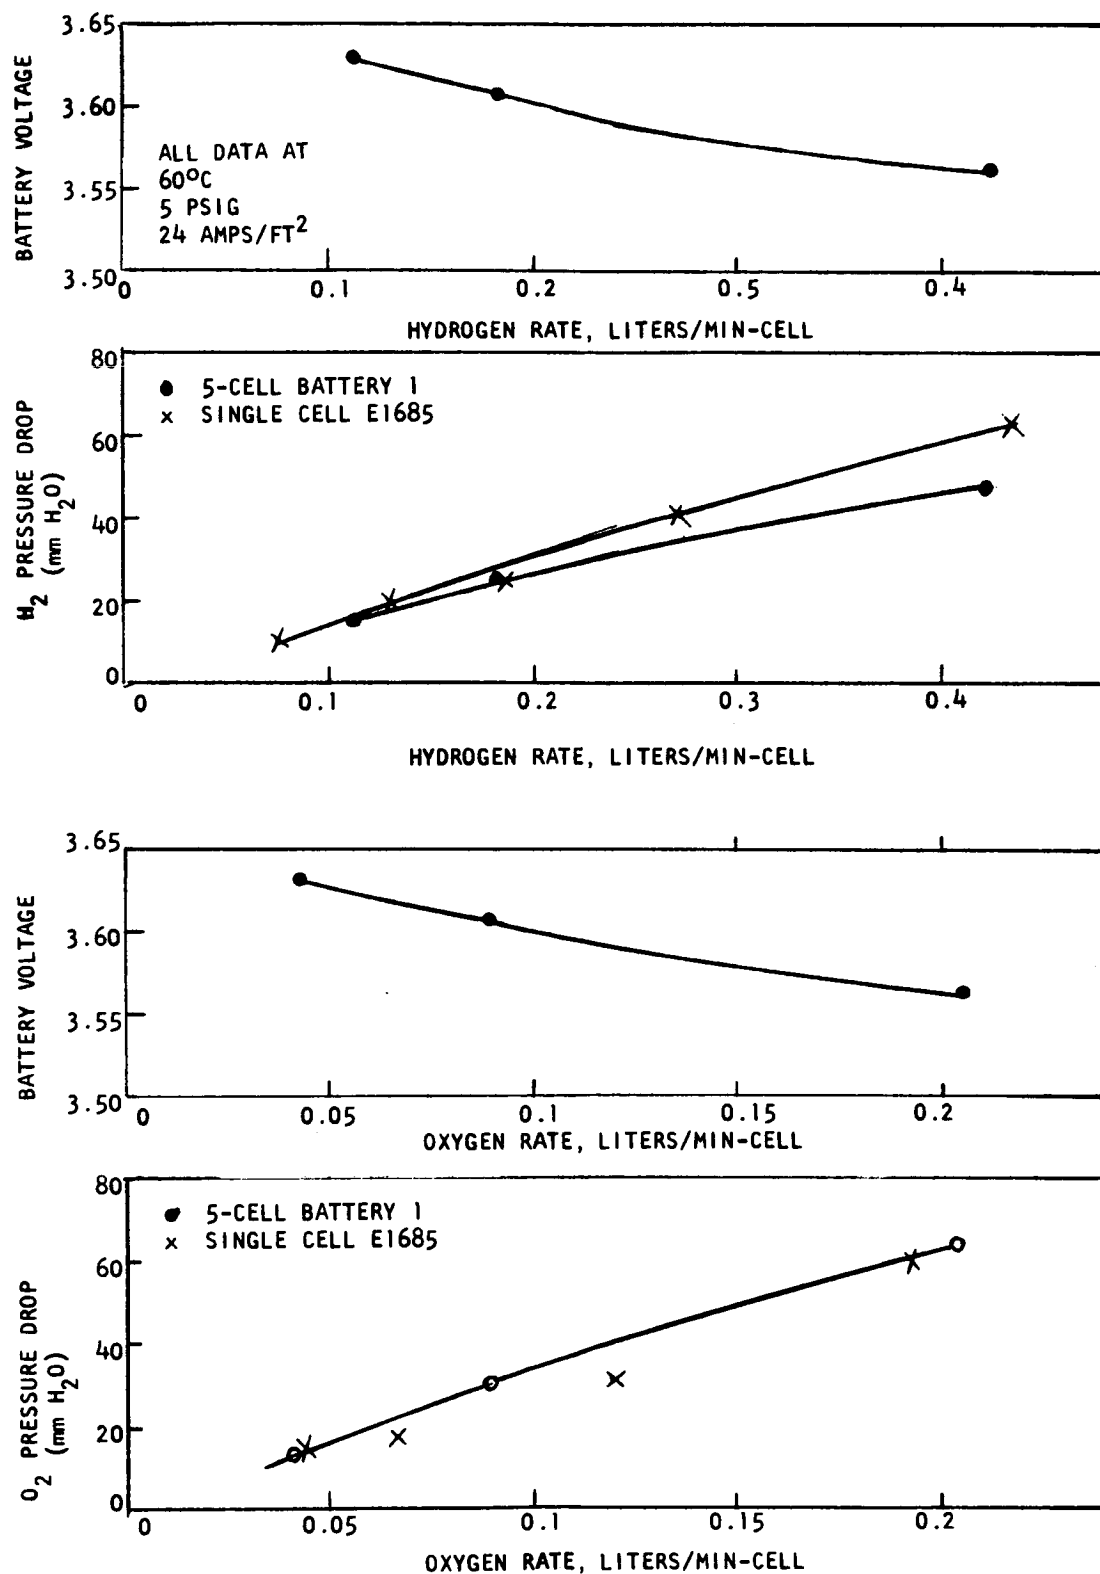 3.65
3.60
3.55
3.50
BATTERY VOLTAGE
ALL DATA AT
60°C
5 PSIG
24 AMPS/FT2
0 0.1 0.2 0.5 0.4
HYDROGEN RATE, LITERS/MIN-CELL
80
60
40
20
0
H2 PRESSURE DROP
(mm H2O)
● 5-CELL BATTERY 1
× SINGLE CELL E1685
0 0.1 0.2 0.3 0.4
HYDROGEN RATE, LITERS/MIN-CELL
3.65
3.60
3.55
3.50
BATTERY VOLTAGE
0 0.05 0.1 0.15 0.2
OXYGEN RATE, LITERS/MIN-CELL
80
60
40
20
0
O2 PRESSURE DROP
(mm H2O)
● 5-CELL BATTERY 1
× SINGLE CELL E1685
0 0.05 0.1 0.15 0.2
OXYGEN RATE, LITERS/MIN-CELL